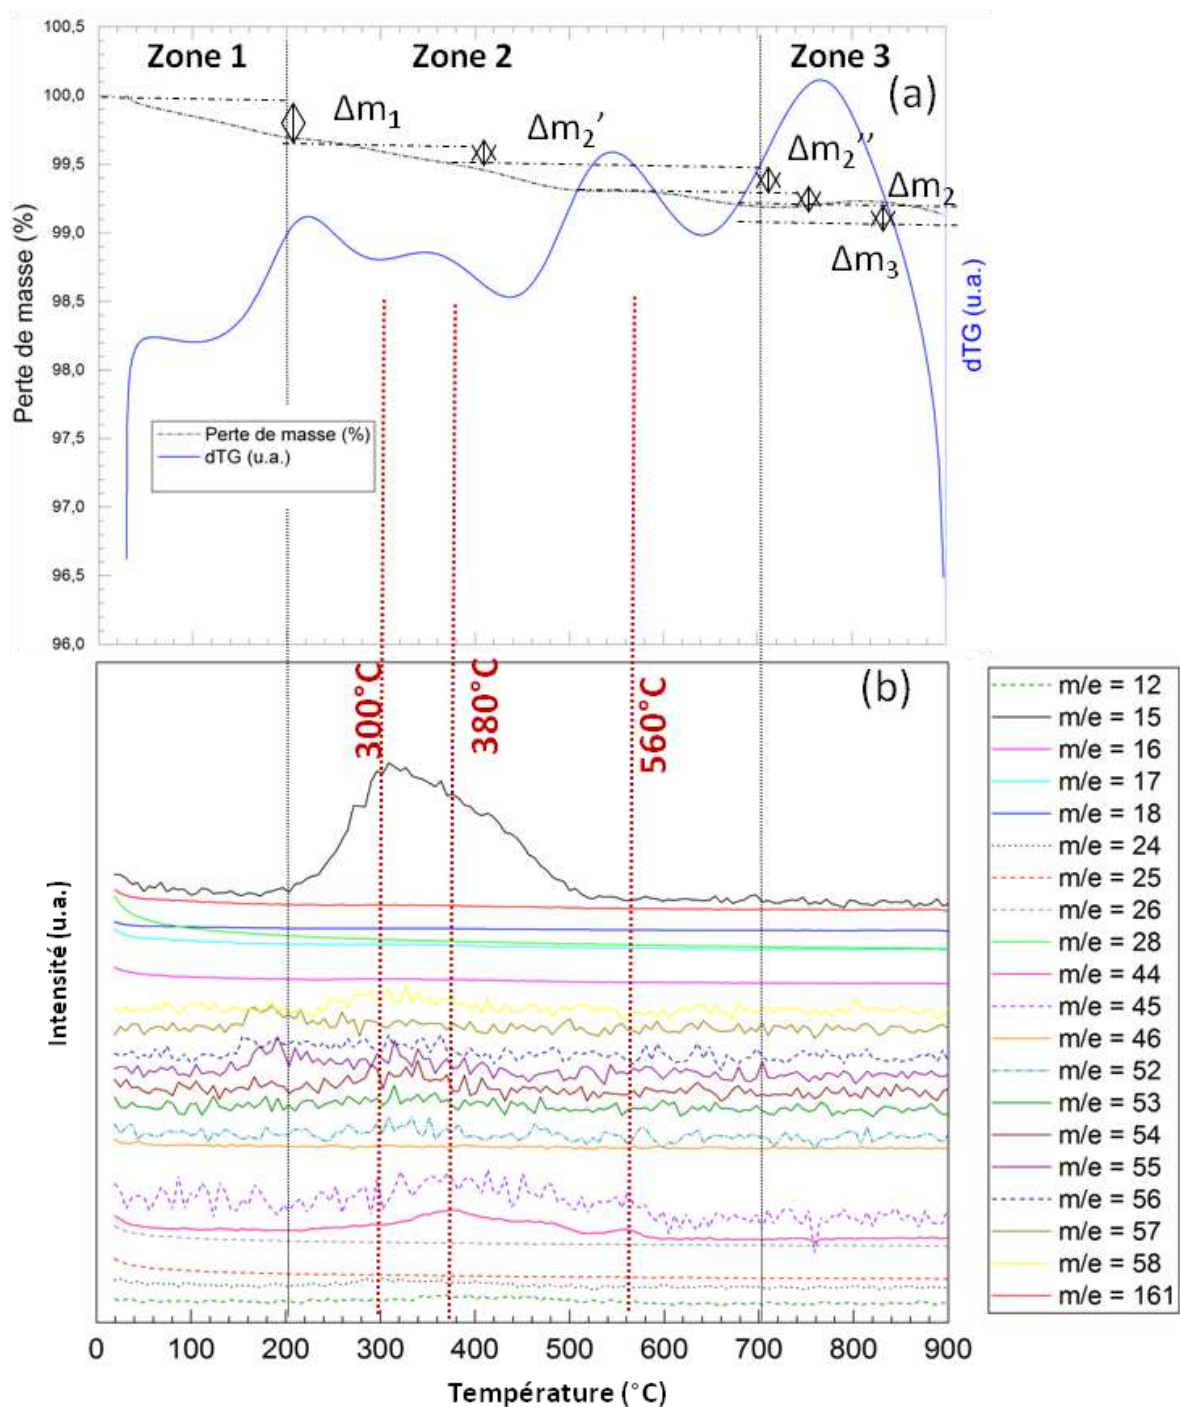 100,5
100,0
99,5
99,0
98,5
98,0
97,5
97,0
96,5
96,0
Perte de masse (%)
Zone 1
Zone 2
Zone 3
(a)
Δm1
Δm2’
Δm2’’
Δm2
Δm3
dTG (u.a.)
Perte de masse (%)
dTG (u.a.)
300°C
380°C
560°C
(b)
Intensité (u.a.)
0 100 200 300 400 500 600 700 800 900
Température (°C)
m/e = 12
m/e = 15
m/e = 16
m/e = 17
m/e = 18
m/e = 24
m/e = 25
m/e = 26
m/e = 28
m/e = 44
m/e = 45
m/e = 46
m/e = 52
m/e = 53
m/e = 54
m/e = 55
m/e = 56
m/e = 57
m/e = 58
m/e = 161